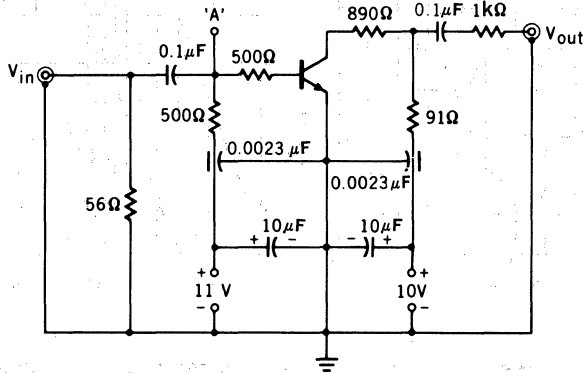 'A'
890Ω
0.1μF
1kΩ
Vin
0.1μF
500Ω
Vout
500Ω
91Ω
0.0023 μF
0.0023μF
56Ω
10μF
10μF
+ -
- +
+
+
11 V
10V
-
-